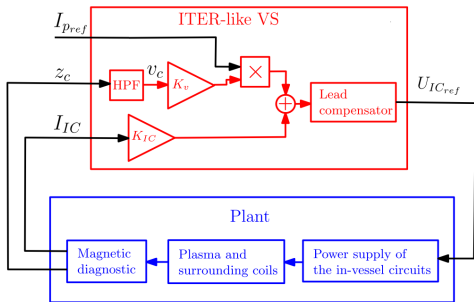 ITER-like VS
I_{p_{ref}}
z_c
HPF
v_c
K_v
×
U_{IC_{ref}}
I_{IC}
K_{IC}
+
Lead
compensator
Plant
Magnetic
diagnostic
Plasma and
surrounding coils
Power supply of
the in-vessel circuits